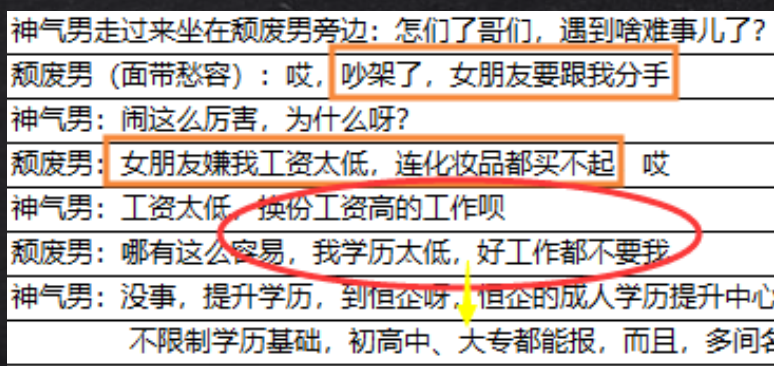 神气男走过来坐在颓废男旁边：怎们了哥们，遇到啥难事儿了？
颓废男（面带愁容）：哎，吵架了，女朋友要跟我分手
神气男：闹这么厉害，为什么呀？
颓废男：女朋友嫌我工资太低，连化妆品都买不起 哎
神气男：工资太低，换份工资高的工作呗
颓废男：哪有这么容易，我学历太低，好工作都不要我
神气男：没事，提升学历，到恒企呀，恒企的成人学历提升中心
不限制学历基础，初高中、大专都能报，而且，多间名